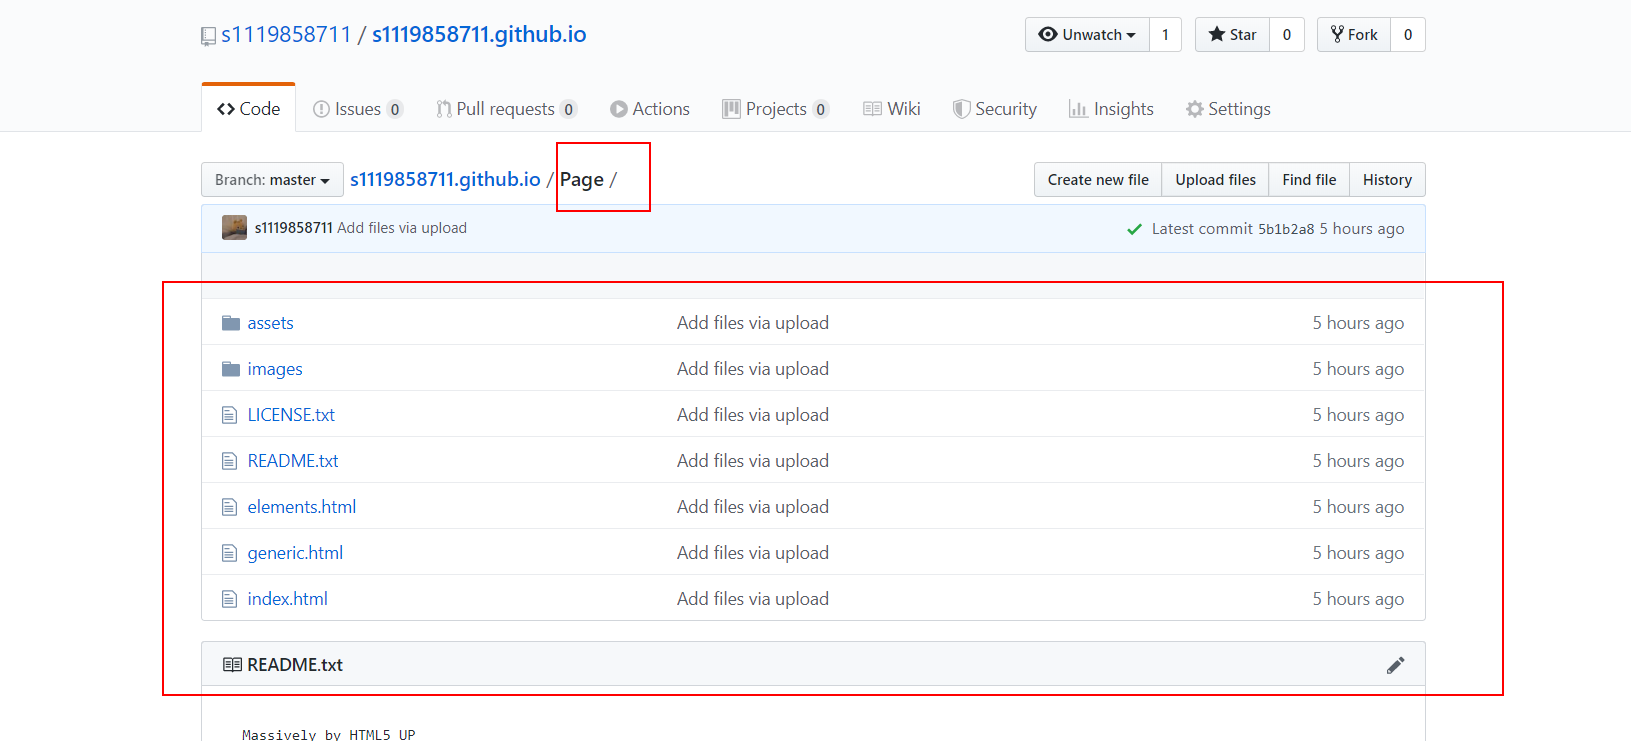 s1119858711 / s1119858711.github.io
Unwatch 1 Star 0 Fork 0
Code Issues 0 Pull requests 0 Actions Projects 0 Wiki Security Insights Settings
Branch: master s1119858711.github.io / Page / Create new file Upload files Find file History
s1119858711 Add files via upload Latest commit 5b1b2a8 5 hours ago
assets Add files via upload 5 hours ago
images Add files via upload 5 hours ago
LICENSE.txt Add files via upload 5 hours ago
README.txt Add files via upload 5 hours ago
elements.html Add files via upload 5 hours ago
generic.html Add files via upload 5 hours ago
index.html Add files via upload 5 hours ago
README.txt
Massively by HTML5 UP